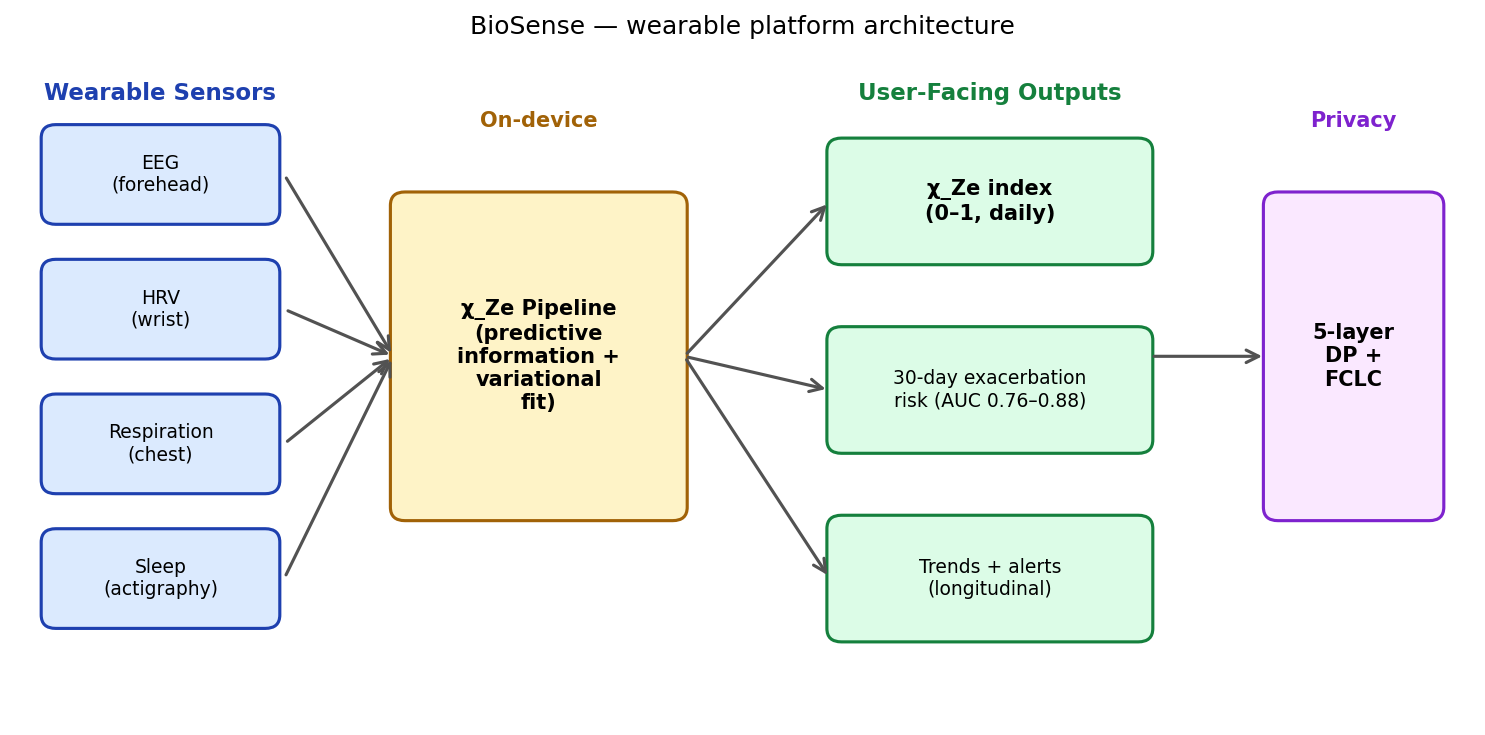 BioSense — wearable platform architecture
Wearable Sensors
EEG
(forehead)
HRV
(wrist)
Respiration
(chest)
Sleep
(actigraphy)
On-device
χ_Ze Pipeline
(predictive
information +
variational
fit)
User-Facing Outputs
χ_Ze index
(0–1, daily)
30-day exacerbation
risk (AUC 0.76–0.88)
Trends + alerts
(longitudinal)
Privacy
5-layer
DP +
FCLC